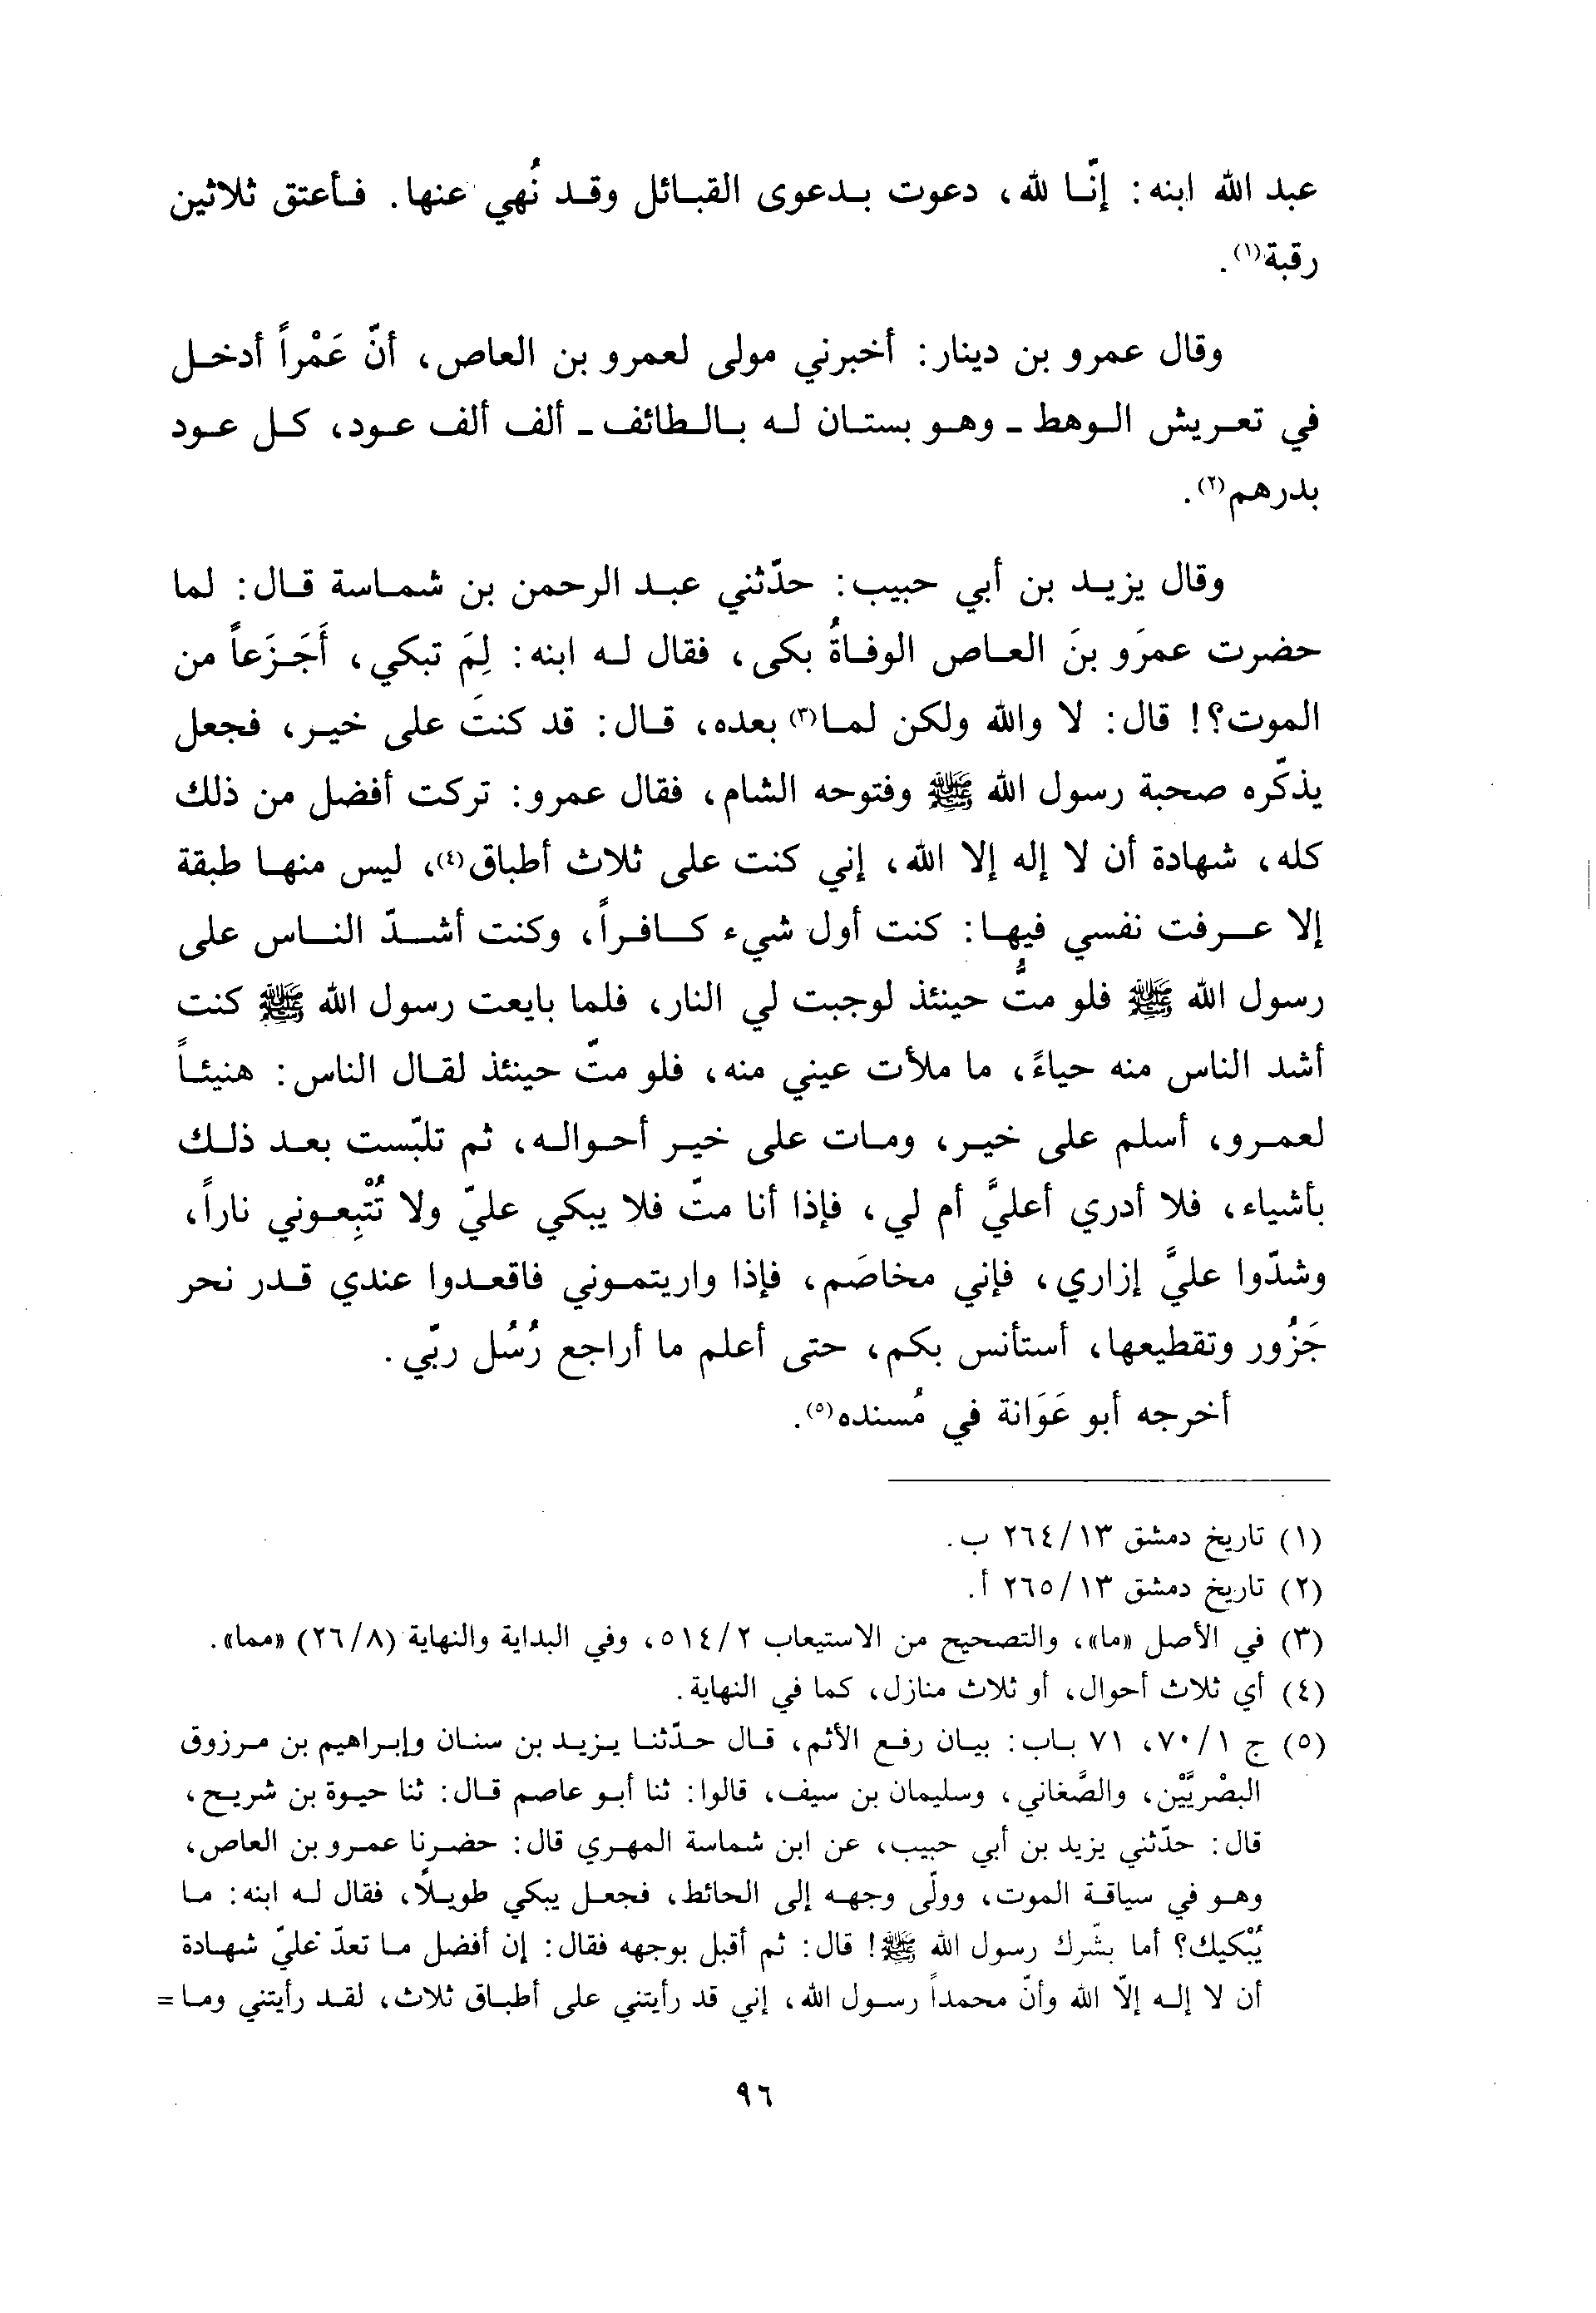 عبد الله ابنه: إنّا لله، دعوت بدعوى القبائل وقد نُهي عنها. فأعتق ثلاثين
رقبة(١).
وقال عمرو بن دينار: أخبرني مولى لعمرو بن العاص، أنّ عَمْراً أدخل
في تعريش الوهط - وهو بستان له بالطائف - ألف ألف عود، كل عود
بدرهم(٢).
وقال يزيد بن أبي حبيب: حدّثني عبد الرحمن بن شماسة قال: لما
حضرت عمرَو بنَ العاص الوفاةُ بكى، فقال له ابنه: لِمَ تبكي، أَجَزَعاً من
الموت؟! قال: لا والله ولكن لما(٣) بعده، قال: قد كنتَ على خير، فجعل
يذكّره صحبة رسول الله ﷺ وفتوحه الشام، فقال عمرو: تركت أفضل من ذلك
كله، شهادة أن لا إله إلا الله، إني كنت على ثلاث أطباق(٤)، ليس منها طبقة
إلا عرفت نفسي فيها: كنت أول شيء كافراً، وكنت أشدّ الناس على
رسول الله ﷺ فلو متُّ حينئذ لوجبت لي النار، فلما بايعت رسول الله ﷺ كنت
أشد الناس منه حياءً، ما ملأت عيني منه، فلو متّ حينئذ لقال الناس: هنيئاً
لعمرو، أسلم على خير، ومات على خير أحواله، ثم تلبّست بعد ذلك
بأشياء، فلا أدري أعليَّ أم لي، فإذا أنا متّ فلا يبكي عليّ ولا تُتْبِعوني ناراً،
وشدّوا عليَّ إزاري، فإني مخاصَم، فإذا واريتموني فاقعدوا عندي قدر نحر
جَزُور وتقطيعها، أستأنس بكم، حتى أعلم ما أراجع رُسُل ربّي.
أخرجه أبو عَوَانة في مُسنده(٥).
(١) تاريخ دمشق ١٣/ ٢٦٤ ب.
(٢) تاريخ دمشق ١٣/ ٢٦٥ أ.
(٣) في الأصل «ما»، والتصحيح من الاستيعاب ٢/ ٥١٤، وفي البداية والنهاية (٨/ ٢٦) «مما».
(٤) أي ثلاث أحوال، أو ثلاث منازل، كما في النهاية.
(٥) ج ١/ ٧٠، ٧١ باب: بيان رفع الأثم، قال حدّثنا يزيد بن سنان وإبراهيم بن مرزوق
البصْريَّيْن، والصَّغاني، وسليمان بن سيف، قالوا: ثنا أبو عاصم قال: ثنا حيوة بن شريح،
قال: حدّثني يزيد بن أبي حبيب، عن ابن شماسة المهري قال: حضرنا عمرو بن العاص،
وهو في سياقة الموت، وولّى وجهه إلى الحائط، فجعل يبكي طويلًا، فقال له ابنه: ما
يُبْكيك؟ أما بشّرك رسول الله ﷺ! قال: ثم أقبل بوجهه فقال: إن أفضل ما تعدّ عليّ شهادة
أن لا إله إلّا الله وأنّ محمداً رسول الله، إني قد رأيتني على أطباق ثلاث، لقد رأيتني وما =
٩٦